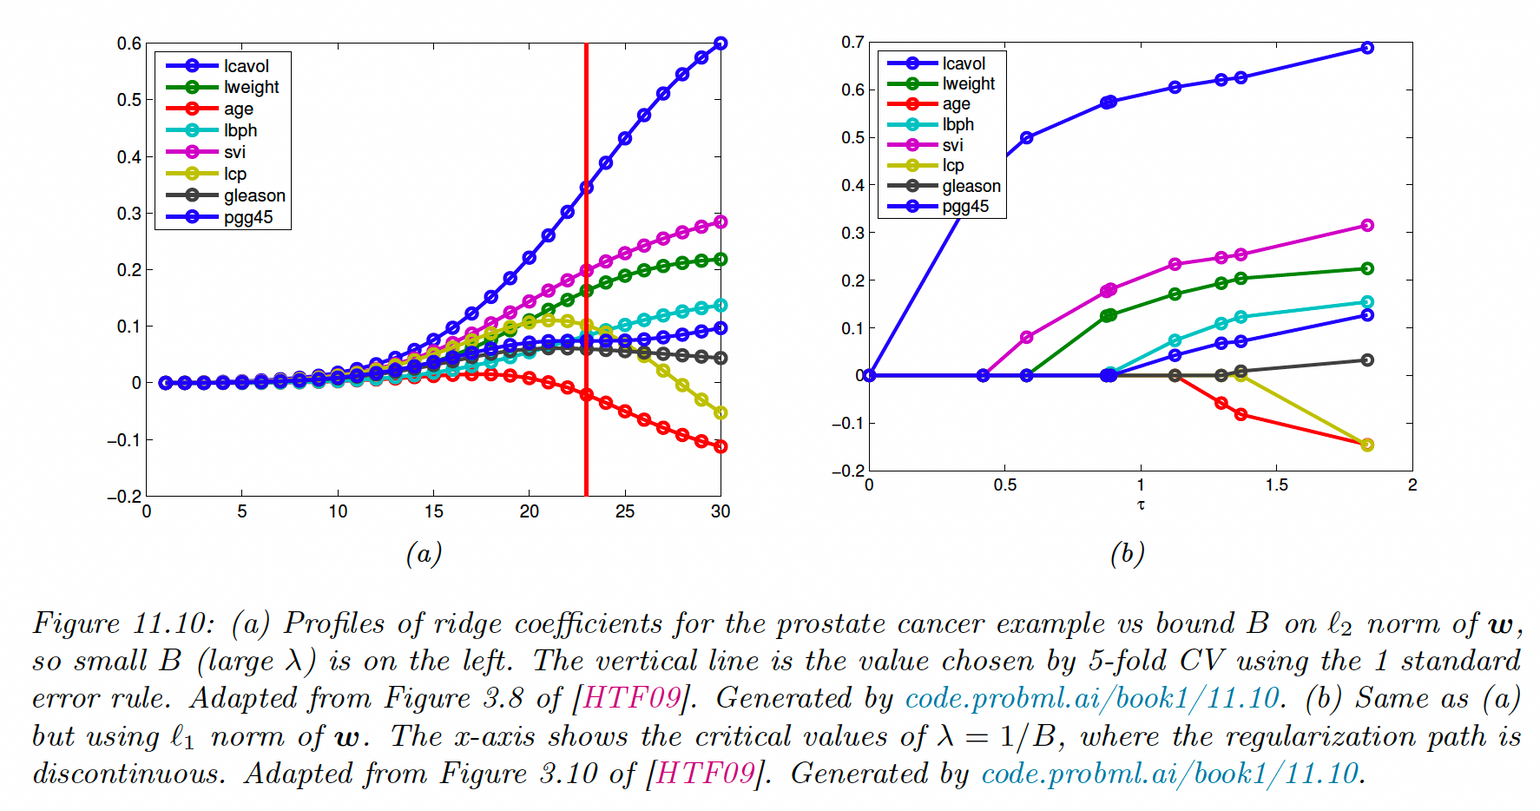 0.6
0.5
0.4
0.3
0.2
0.1
0
−0.1
−0.2
0 5 10 15 20 25 30
lcavol
lweight
age
lbph
svi
lcp
gleason
pgg45
(a)
0.7
0.6
0.5
0.4
0.3
0.2
0.1
0
−0.1
−0.2
0 0.5 1 1.5 2
τ
lcavol
lweight
age
lbph
svi
lcp
gleason
pgg45
(b)
Figure 11.10: (a) Profiles of ridge coefficients for the prostate cancer example vs bound B on ℓ₂ norm of w,
so small B (large λ) is on the left. The vertical line is the value chosen by 5-fold CV using the 1 standard
error rule. Adapted from Figure 3.8 of [HTF09]. Generated by code.probml.ai/book1/11.10. (b) Same as (a)
but using ℓ₁ norm of w. The x-axis shows the critical values of λ = 1/B, where the regularization path is
discontinuous. Adapted from Figure 3.10 of [HTF09]. Generated by code.probml.ai/book1/11.10.